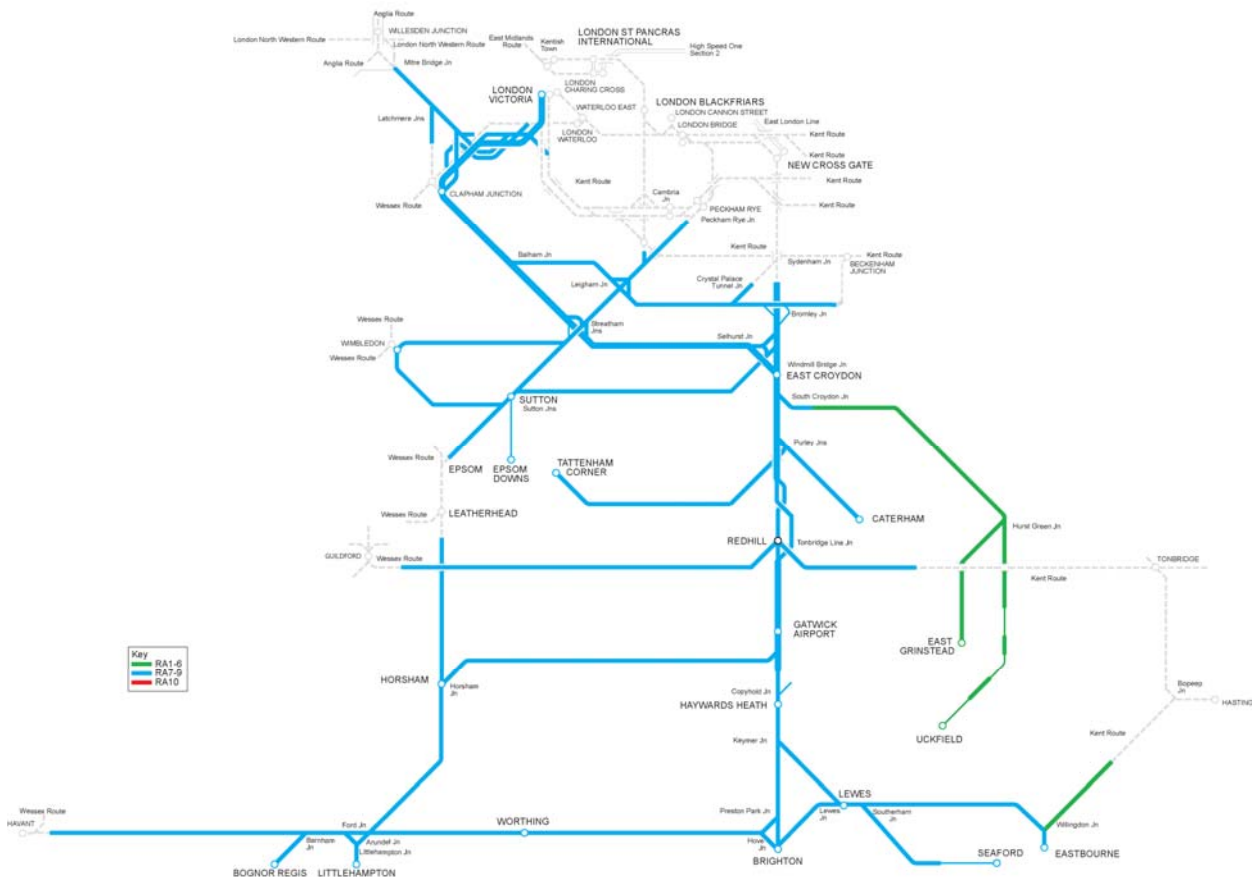 Anglia Route
WILLESDEN JUNCTION
London North Western Route
London North Western Route
Anglia Route
Mitre Bridge Jn
East Midlands
Route
Kentish
Town
LONDON ST PANCRAS
INTERNATIONAL
High Speed One
Section 2
LONDON
VICTORIA
LONDON
CHARING CROSS
WATERLOO EAST
LONDON BLACKFRIARS
LONDON CANNON STREET
LONDON BRIDGE
East London Line
Latchmere Jns
LONDON
WATERLOO
Kent Route
Kent Route
NEW CROSS GATE
Kent Route
Kent Route
CLAPHAM JUNCTION
Wessex Route
Cambria
Jn
PECKHAM RYE
Kent Route
Peckham Rye Jn
Balham Jn
Kent Route
Sydenham Jn
Kent Route
BECKENHAM
JUNCTION
Leigham Jn
Crystal Palace
Tunnel Jn
Bromley Jn
Wessex Route
Streatham
Jns
Selhurst Jn
WIMBLEDON
Wessex Route
Windmill Bridge Jn
EAST CROYDON
SUTTON
Sutton Jns
South Croydon Jn
Wessex Route
EPSOM
EPSOM
DOWNS
TATTENHAM
CORNER
Purley Jns
Wessex Route
LEATHERHEAD
CATERHAM
Hurst Green Jn
GUILDFORD
Wessex Route
REDHILL
Tonbridge Line Jn
TONBRIDGE
Kent Route
GATWICK
AIRPORT
EAST
GRINSTEAD
Key
RA1-6
RA7-9
RA10
HORSHAM
Horsham
Jn
Copyhold Jn
HAYWARDS HEATH
Bopeep
Jn
HASTING
UCKFIELD
Keymer Jn
Kent Route
Wessex Route
HAVANT
Ford Jn
WORTHING
Preston Park Jn
LEWES
Lewes
Jn
Southerham
Jn
Willingdon Jn
Barnham
Jn
Arundel Jn
Littlehampton Jn
Hove
Jn
BOGNOR REGIS
LITTLEHAMPTON
BRIGHTON
SEAFORD
EASTBOURNE